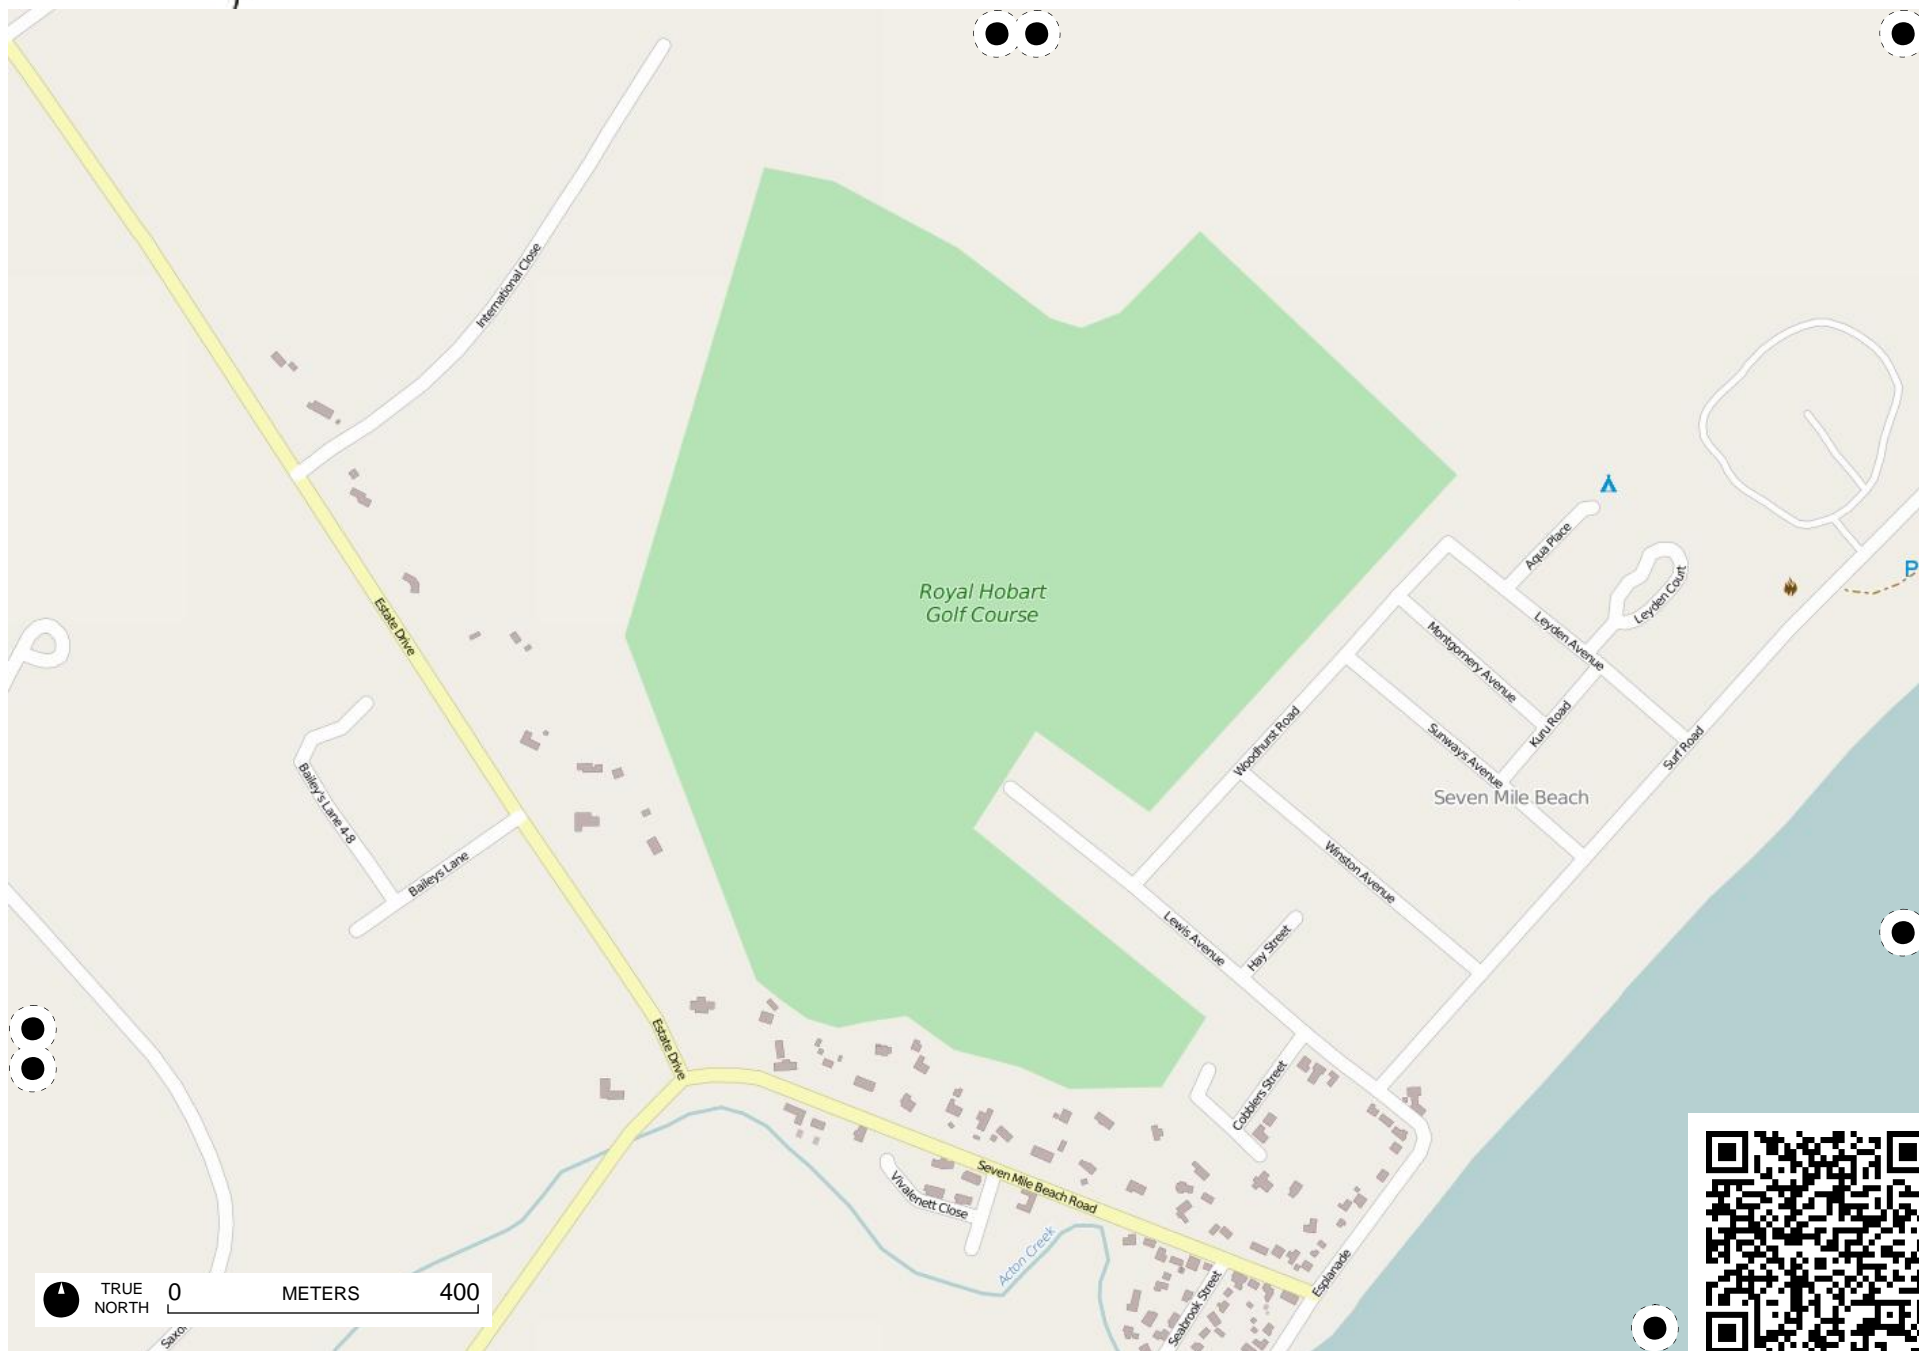 International Close
Estate Drive
Royal Hobart
Golf Course
Aqua Place
P
Leyden Court
Leyden Avenue
Montgomery Avenue
Kuru Road
Sunways Avenue
Surf Road
Woodhurst Road
Seven Mile Beach
Bailey's Lane 4-8
Baileys Lane
Winston Avenue
Lewis Avenue
Hay Street
Estate Drive
Cobblers Street
Seven Mile Beach Road
Vivalenett Close
Acton Creek
Esplanade
Seabrook Street
TRUE
NORTH
0 METERS 400